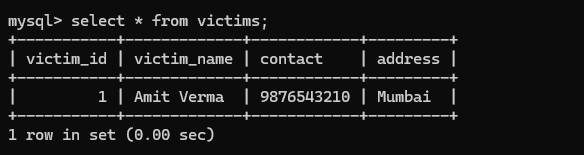 mysql> select * from victims;
+-----------+-------------+------------+---------+
| victim_id | victim_name | contact    | address |
+-----------+-------------+------------+---------+
|         1 | Amit Verma  | 9876543210 | Mumbai  |
+-----------+-------------+------------+---------+
1 row in set (0.00 sec)